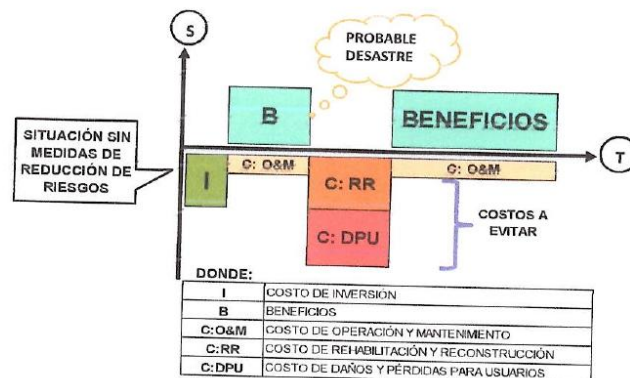 S
PROBABLE
DESASTRE
B
BENEFICIOS
T
SITUACIÓN SIN
MEDIDAS DE
REDUCCIÓN DE
RIESGOS
I
C: O&M
C: RR
C: O&M
C: DPU
COSTOS A
EVITAR
DONDE:
I COSTO DE INVERSIÓN
B BENEFICIOS
C:O&M COSTO DE OPERACIÓN Y MANTENIMIENTO
C:RR COSTO DE REHABILITACIÓN Y RECONSTRUCCIÓN
C:DPU COSTO DE DAÑOS Y PÉRDIDAS PARA USUARIOS